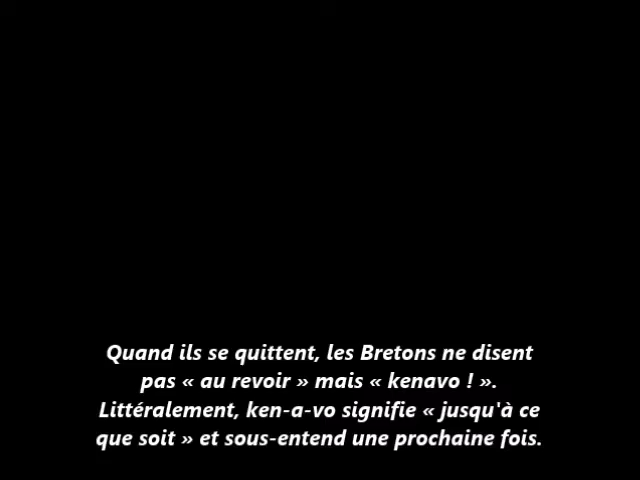 Quand ils se quittent, les Bretons ne disent
pas « au revoir » mais « kenavo ! ».
Littéralement, ken-a-vo signifie « jusqu'à ce
que soit » et sous-entend une prochaine fois.